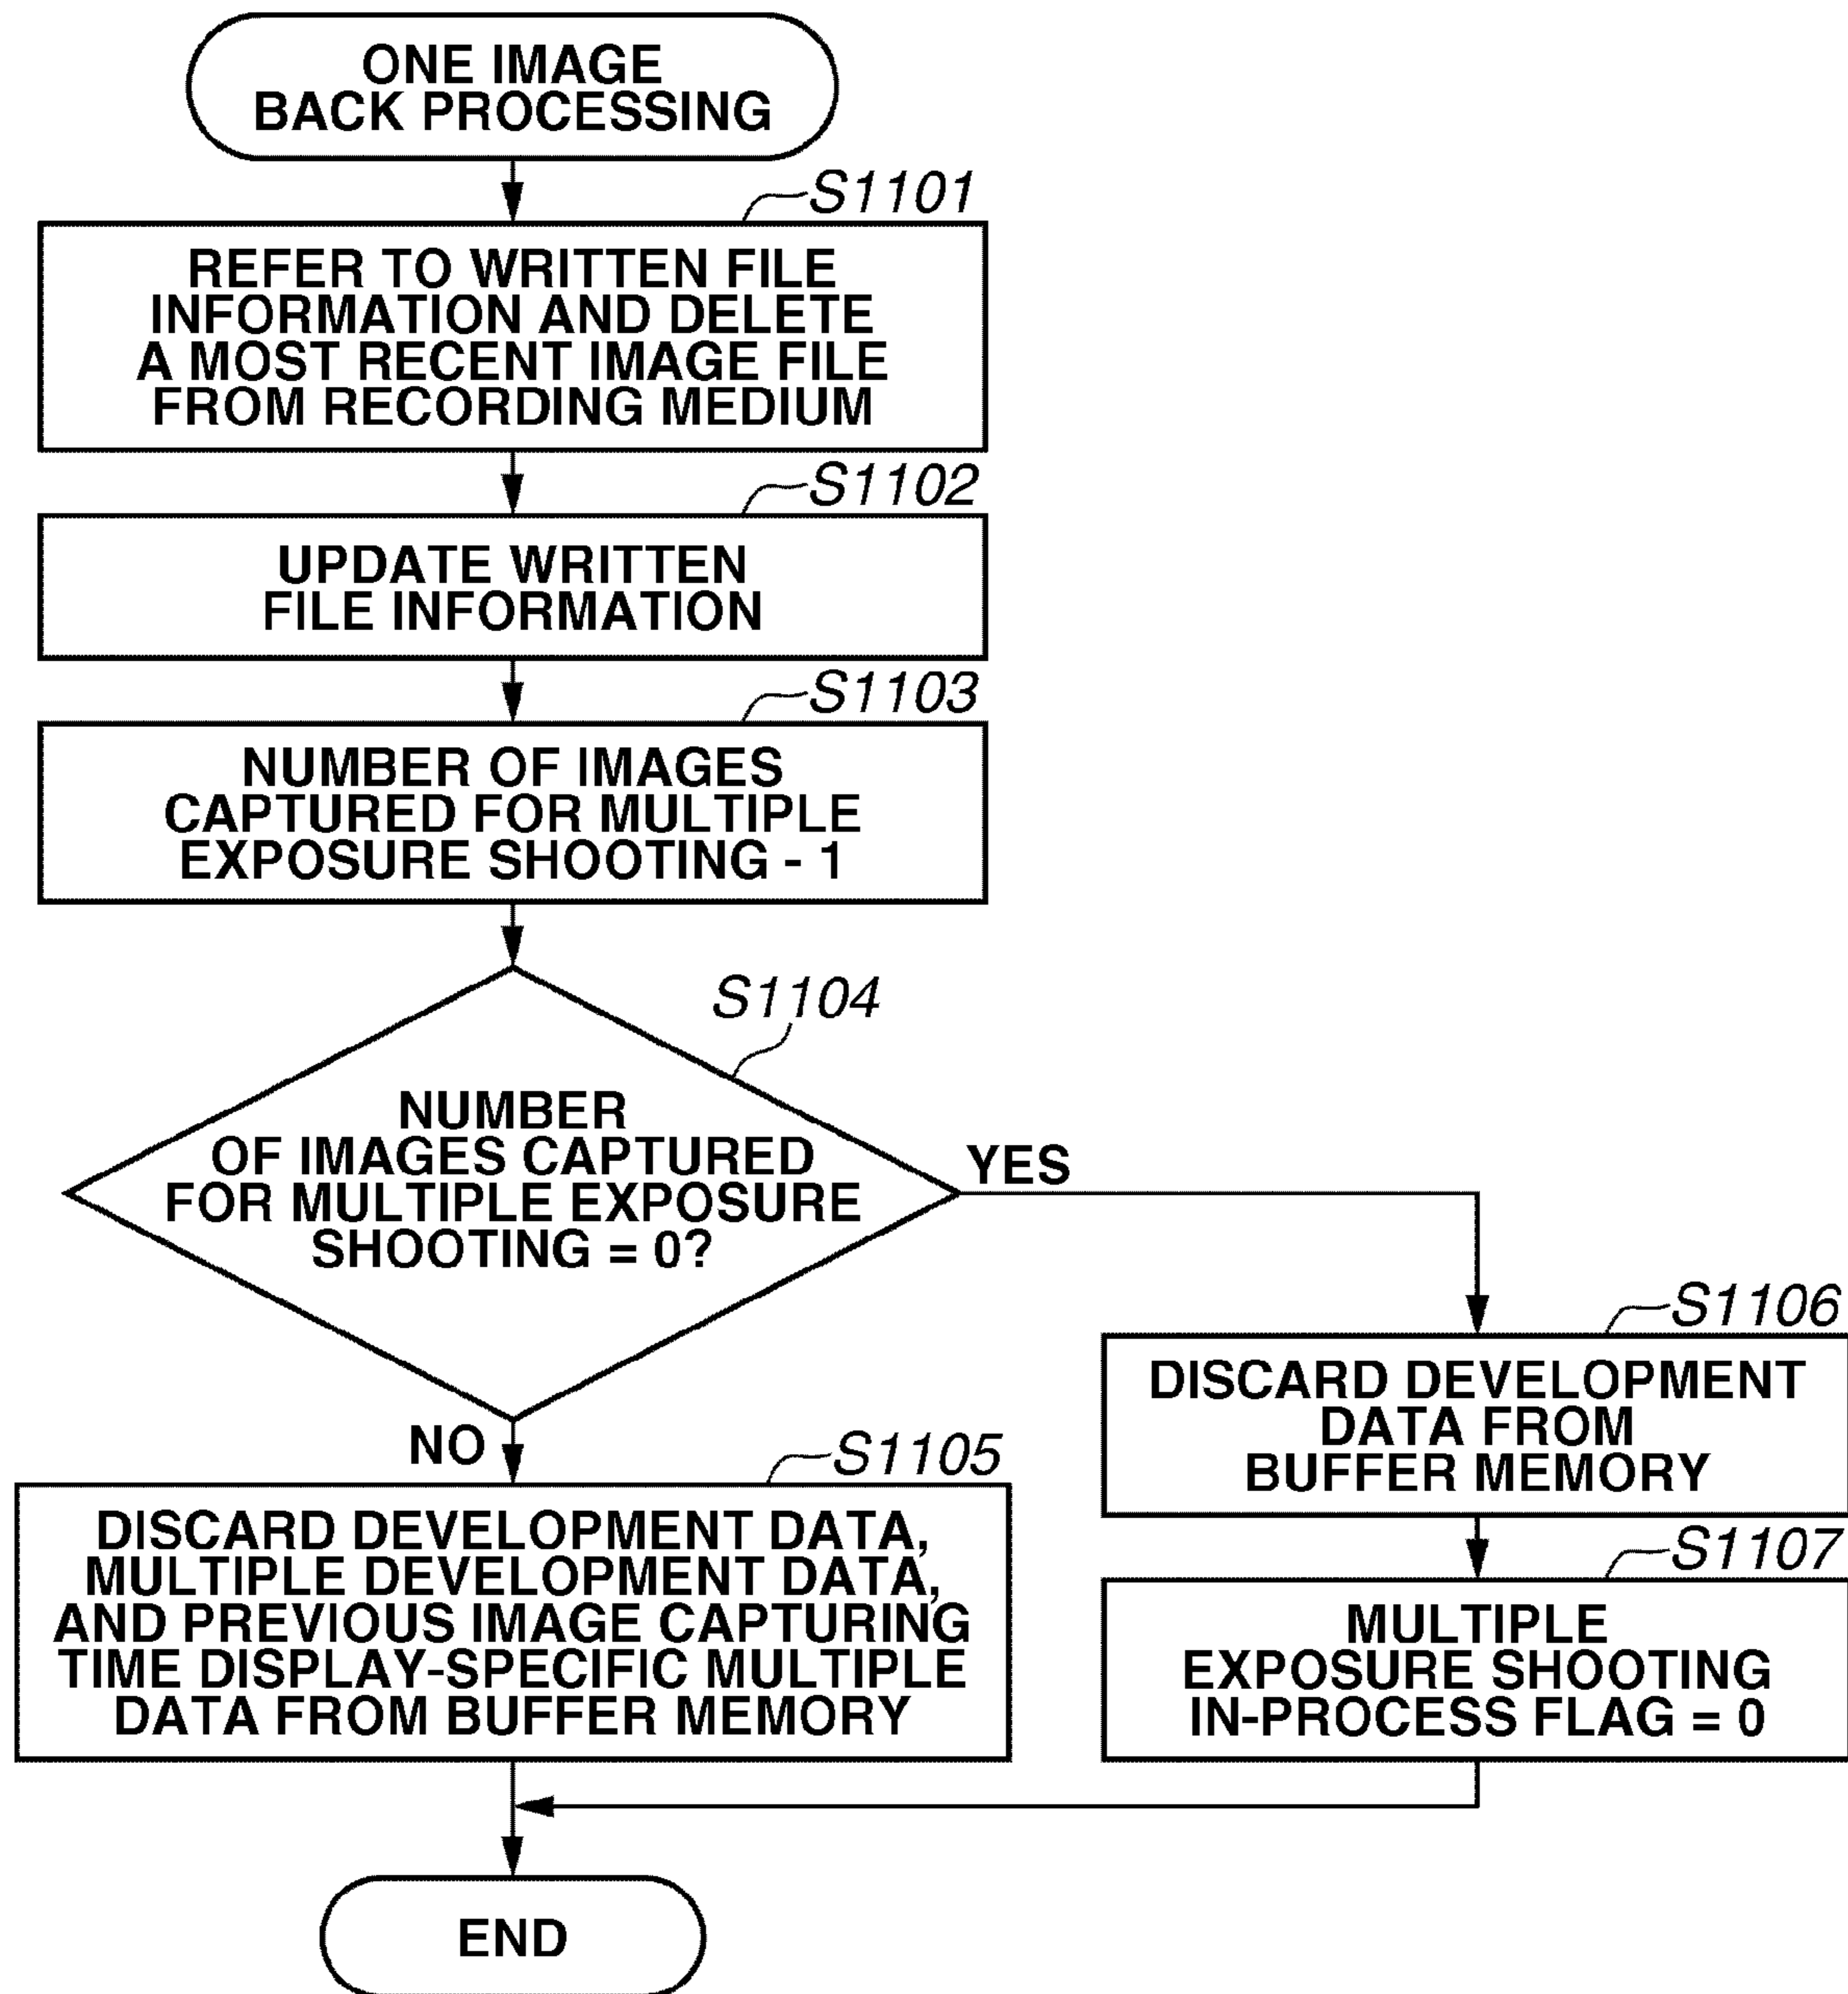 ONE IMAGE
BACK PROCESSING
S1101
REFER TO WRITTEN FILE
INFORMATION AND DELETE
A MOST RECENT IMAGE FILE
FROM RECORDING MEDIUM
S1102
UPDATE WRITTEN
FILE INFORMATION
S1103
NUMBER OF IMAGES
CAPTURED FOR MULTIPLE
EXPOSURE SHOOTING - 1
S1104
NUMBER
OF IMAGES CAPTURED
FOR MULTIPLE EXPOSURE
SHOOTING = 0?
YES
NO
S1105
DISCARD DEVELOPMENT DATA,
MULTIPLE DEVELOPMENT DATA,
AND PREVIOUS IMAGE CAPTURING
TIME DISPLAY-SPECIFIC MULTIPLE
DATA FROM BUFFER MEMORY
S1106
DISCARD DEVELOPMENT
DATA FROM
BUFFER MEMORY
S1107
MULTIPLE
EXPOSURE SHOOTING
IN-PROCESS FLAG = 0
END